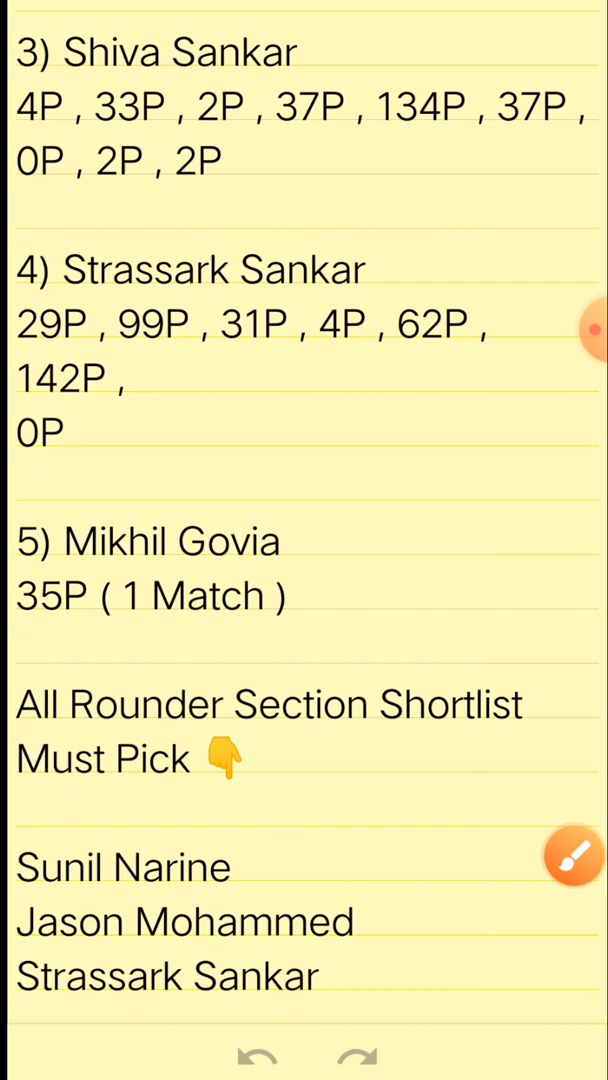 3) Shiva Sankar
4P , 33P , 2P , 37P , 134P , 37P ,
0P , 2P , 2P
4) Strassark Sankar
29P , 99P , 31P , 4P , 62P ,
142P ,
0P
5) Mikhil Govia
35P ( 1 Match )
All Rounder Section Shortlist
Must Pick 👇
Sunil Narine
Jason Mohammed
Strassark Sankar